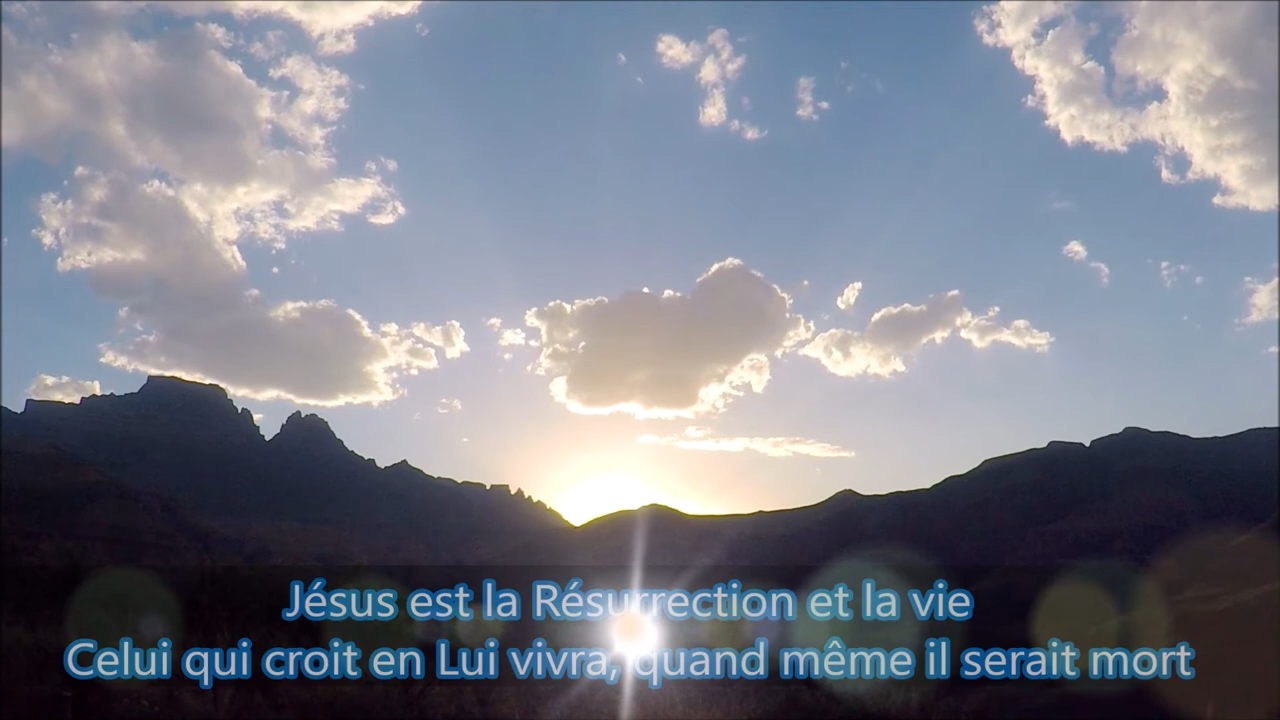 Jésus est la Résurrection et la vie
Celui qui croit en Lui vivra, quand même il serait mort